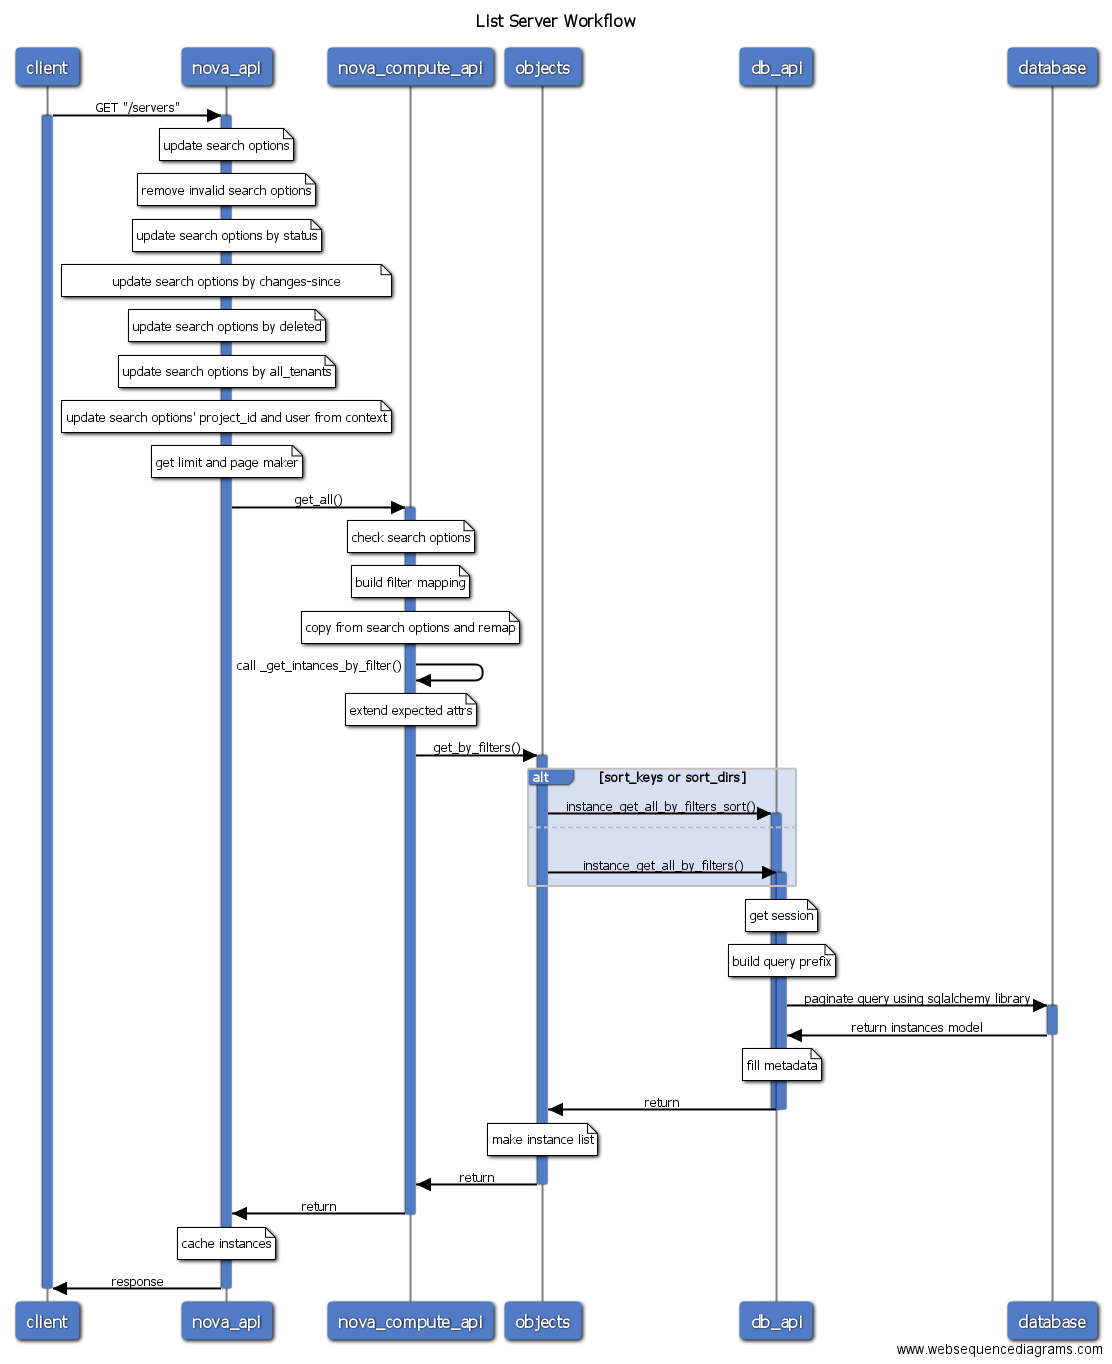 List Server Workflow
client
nova_api
nova_compute_api
objects
db_api
database
GET "/servers"
update search options
remove invalid search options
update search options by status
update search options by changes-since
update search options by deleted
update search options by all_tenants
update search options' project_id and user from context
get limit and page maker
get_all()
check search options
build filter mapping
copy from search options and remap
call _get_intances_by_filter()
extend expected attrs
get_by_filters()
alt
[sort_keys or sort_dirs]
instance_get_all_by_filters_sort()
instance_get_all_by_filters()
get session
build query prefix
paginate query using sqlalchemy library
return instances model
fill metadata
return
make instance list
return
return
cache instances
response
client
nova_api
nova_compute_api
objects
db_api
database
www.websequencediagrams.com